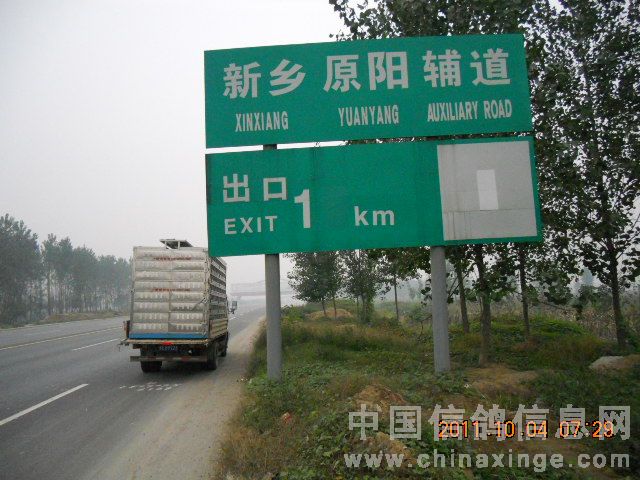 新乡 原阳 辅道
XINXIANG YUANYANG AUXILIARY ROAD
出口 1 km
EXIT
中国信鸽信息网
2011.10.04 07:29
www.chinaxinge.com